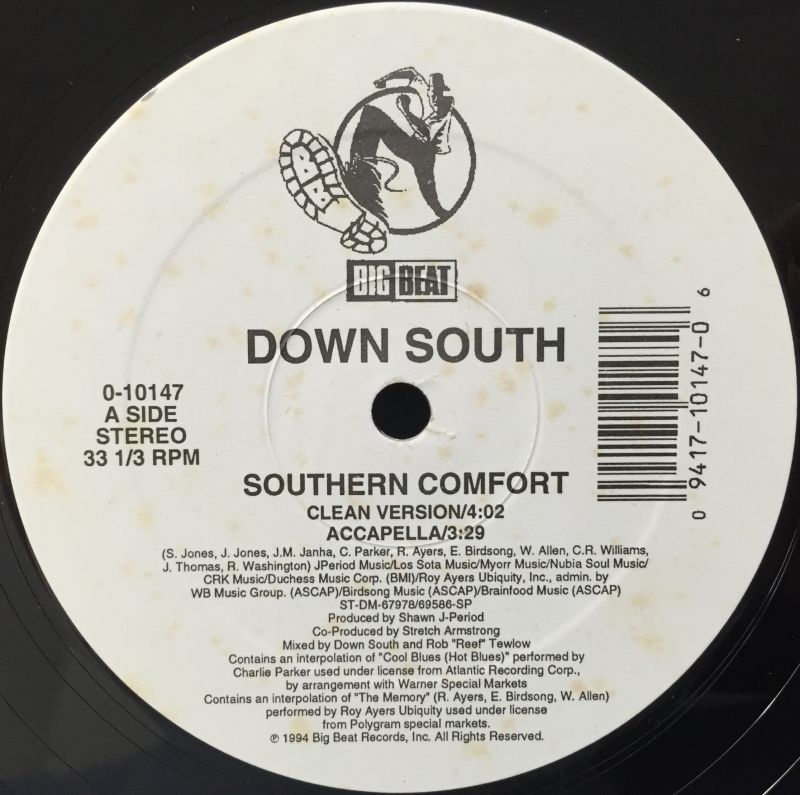 BB
BIG BEAT
DOWN SOUTH
0-10147
A SIDE
STEREO
33 1/3 RPM
0 9417-10147-0 6
SOUTHERN COMFORT
CLEAN VERSION/4:02
ACCAPELLA/3:29
(S. Jones, J. Jones, J.M. Janha, C. Parker, R. Ayers, E. Birdsong, W. Allen, C.R. Williams,
J. Thomas, R. Washington) JPeriod Music/Los Sota Music/Myorr Music/Nubia Soul Music/
CRK Music/Duchess Music Corp. (BMI)/Roy Ayers Ubiquity, Inc., admin. by
WB Music Group. (ASCAP)/Birdsong Music (ASCAP)/Brainfood Music (ASCAP)
ST-DM-67978/69586-SP
Produced by Shawn J-Period
Co-Produced by Stretch Armstrong
Mixed by Down South and Rob "Reef" Tewlow
Contains an interpolation of "Cool Blues (Hot Blues)" performed by
Charlie Parker used under license from Atlantic Recording Corp.,
by arrangement with Warner Special Markets
Contains an interpolation of "The Memory" (R. Ayers, E. Birdsong, W. Allen)
performed by Roy Ayers Ubiquity used under license
from Polygram special markets.
℗ 1994 Big Beat Records, Inc. All Rights Reserved.